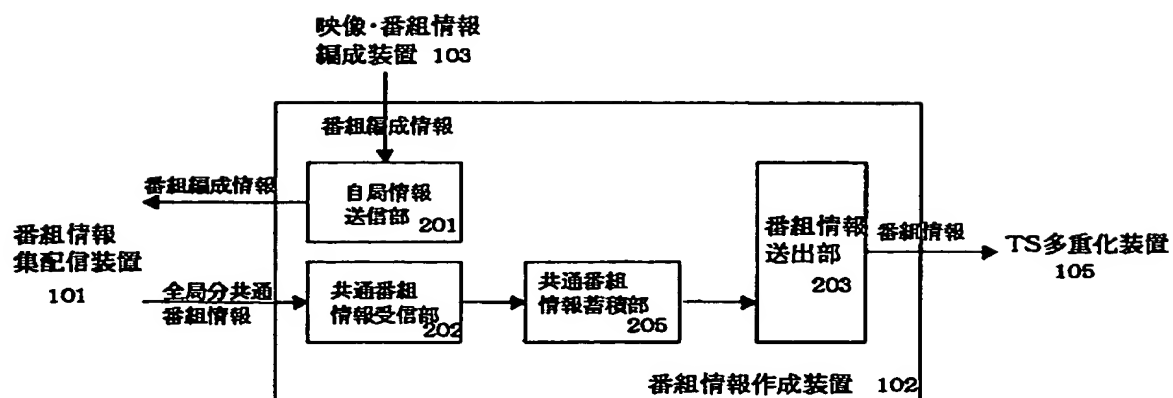 映像・番組情報
編成装置 103
番組編成情報
番組編成情報
自局情報
送信部
201
番組情報
集配信装置
101
全局分共通
番組情報
共通番組
情報受信部
202
共通番組
情報蓄積部
205
番組情報
送出部
203
番組情報
TS多重化装置
105
番組情報作成装置 102